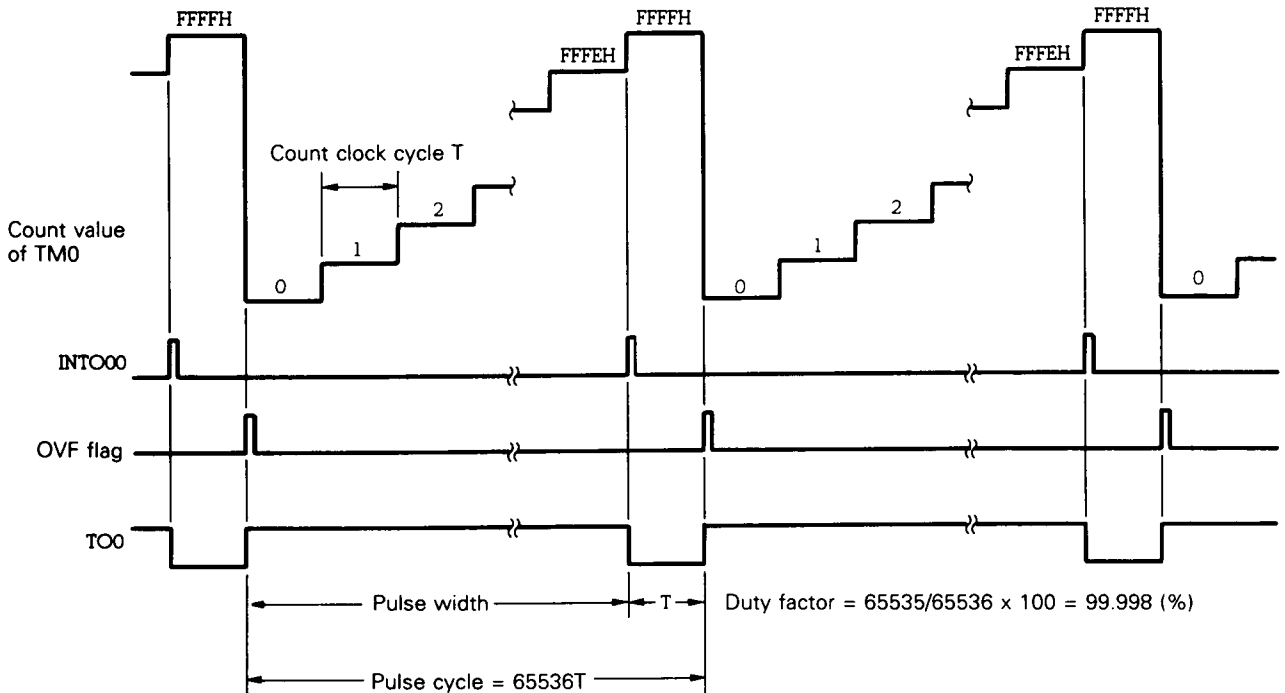 FFFFH
FFFFH
FFFFH
FFFEH
FFFEH
Count clock cycle T
2
2
Count value
of TM0
1
1
0
0
0
INTO00
OVF flag
TO0
Pulse width
T
Duty factor = 65535/65536 x 100 = 99.998 (%)
Pulse cycle = 65536T